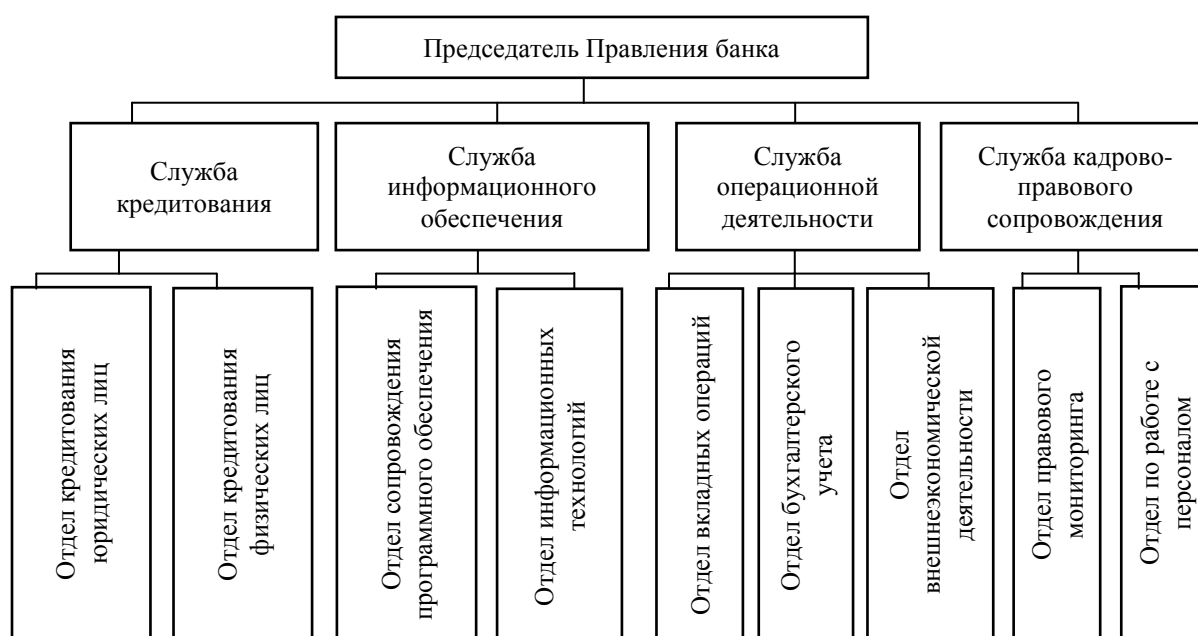 Председатель Правления банка
Служба
кредитования
Служба
информационного
обеспечения
Служба
операционной
деятельности
Служба кадрово-
правового
сопровождения
Отдел кредитования
юридических лиц
Отдел кредитования
физических лиц
Отдел сопровождения
программного обеспечения
Отдел информационных
технологий
Отдел вкладных операций
Отдел бухгалтерского
учета
Отдел
внешнеэкономической
деятельности
Отдел правового
мониторинга
Отдел по работе с
персоналом